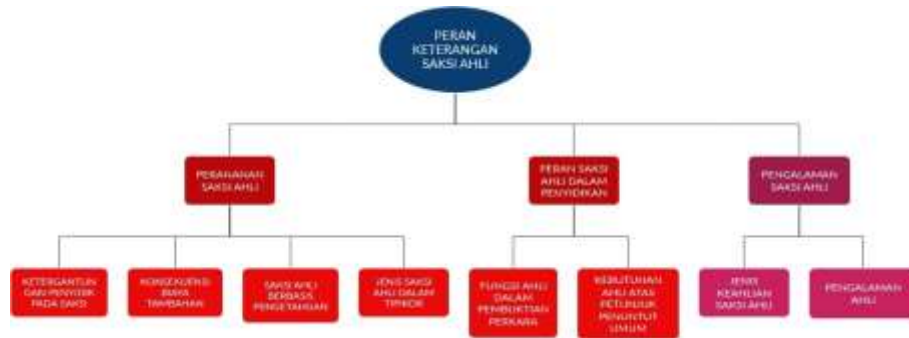 PERAN
KETERANGAN
SAKSI AHLI
PERANANAN
SAKSI AHLI
PERAN SAKSI
AHLI DALAM
PENYIDIKAN
PENGALAMAN
SAKSI AHLI
KETERGANTUN
GAN PENYIDIK
PADA SAKSI
KONSEKUENSI
BIAYA
TAMBAHAN
SAKSI AHLI
BERBASIS
PENGETAHUAN
JENIS SAKSI
AHLI DALAM
TIPIKOR
FUNGSI AHLI
DALAM
PEMBUKTIAN
PERKARA
KEBUTUHAN
AHLI ATAS
PETUNJUK
PENUNTUT
UMUM
JENIS
KEAHLIAN
SAKSI AHLI
PENGALAMAN
AHLI